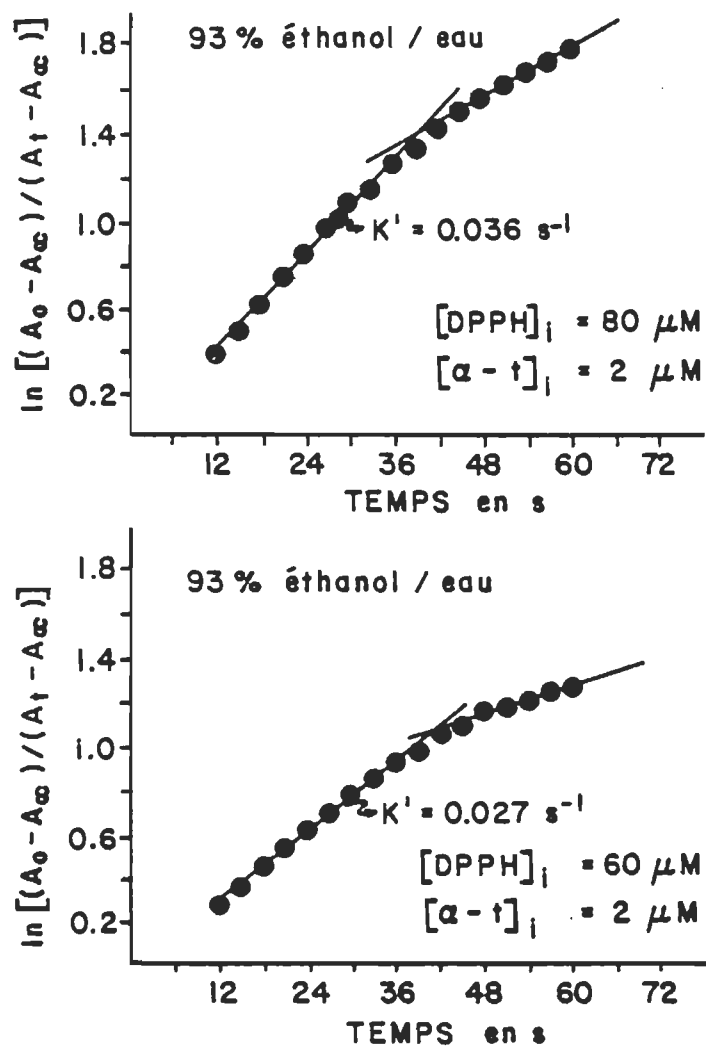 ln [(A₀ - A∞)/(At - A∞)]
1.8
1.4
1.0
0.6
0.2
93 % éthanol / eau
K' = 0.036 s⁻¹
[DPPH]i = 80 µM
[α - t]i = 2 µM
12 24 36 48 60 72
TEMPS en s
ln [(A₀ - A∞)/(At - A∞)]
1.8
1.4
1.0
0.6
0.2
93 % éthanol / eau
K' = 0.027 s⁻¹
[DPPH]i = 60 µM
[α - t]i = 2 µM
12 24 36 48 60 72
TEMPS en s